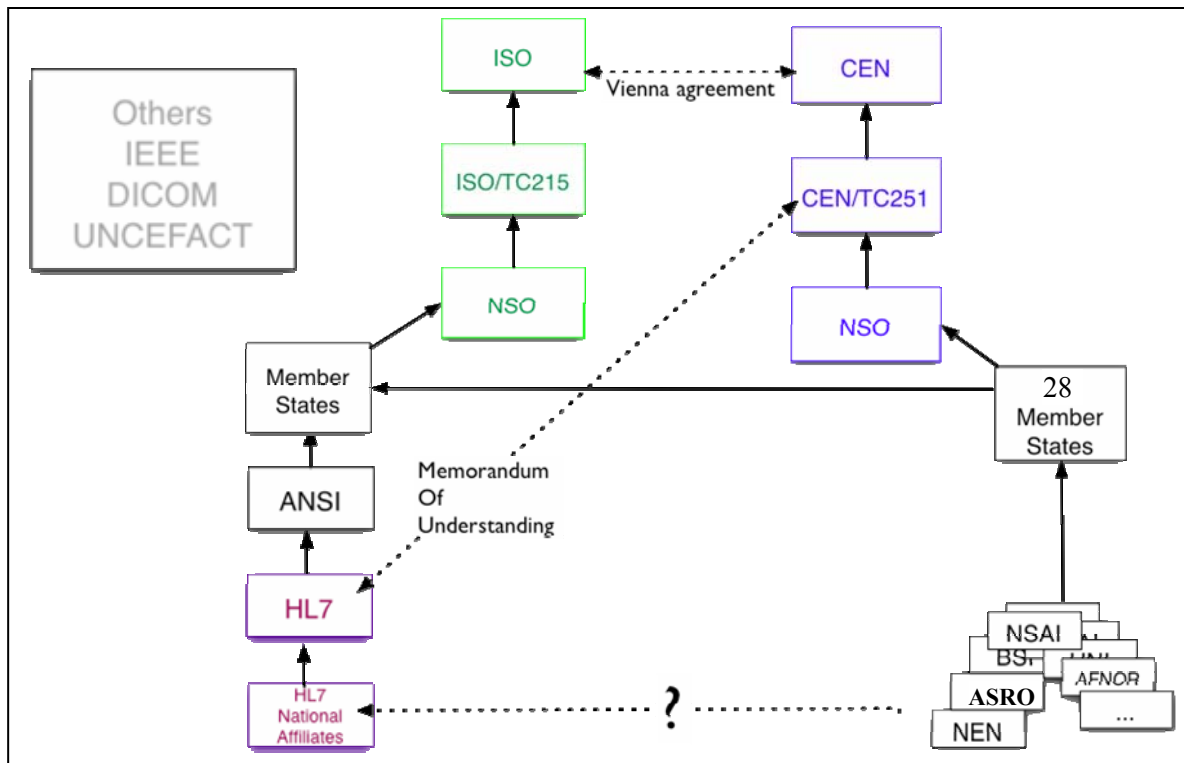 ISO
CEN
Vienna agreement
Others
IEEE
DICOM
UNCEFACT
ISO/TC215
CEN/TC251
NSO
NSO
Member
States
28
Member
States
Memorandum
Of
Understanding
ANSI
HL7
HL7
National
Affiliates
?
NSAI
AFNOR
ASRO
...
NEN